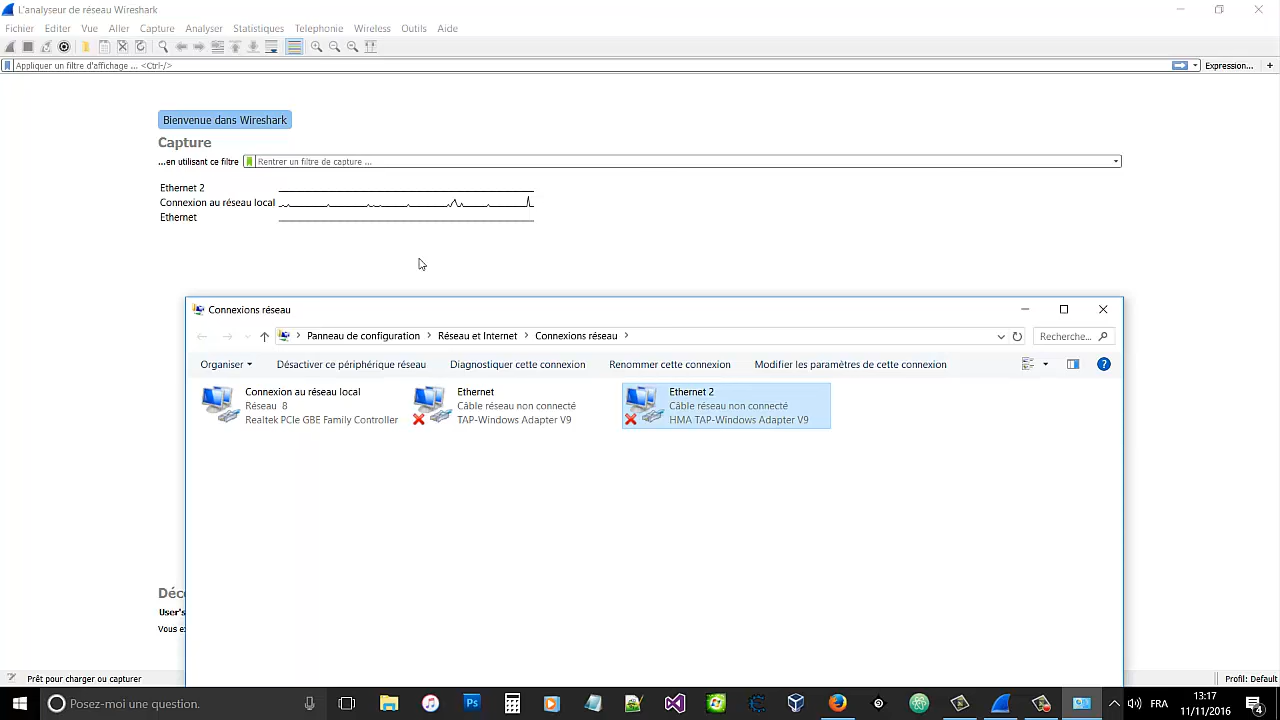 L'analyseur de réseau Wireshark
Fichier Editer Vue Aller Capture Analyser Statistiques Telephonie Wireless Outils Aide
Appliquer un filtre d'affichage ... <Ctrl-/> Expression... +
Bienvenue dans Wireshark
Capture
...en utilisant ce filtre Rentrer un filtre de capture ...
Ethernet 2
Connexion au réseau local
Ethernet
Connexions réseau
Panneau de configuration Réseau et Internet Connexions réseau Recherche...
Organiser Désactiver ce périphérique réseau Diagnostiquer cette connexion Renommer cette connexion Modifier les paramètres de cette connexion
Connexion au réseau local
Réseau 8
Realtek PCIe GBE Family Controller
Ethernet
Câble réseau non connecté
TAP-Windows Adapter V9
Ethernet 2
Câble réseau non connecté
HMA TAP-Windows Adapter V9
Déco
User's
Vous e
Prêt pour charger ou capturer Profil: Default
Posez-moi une question. FRA 13:17
11/11/2016